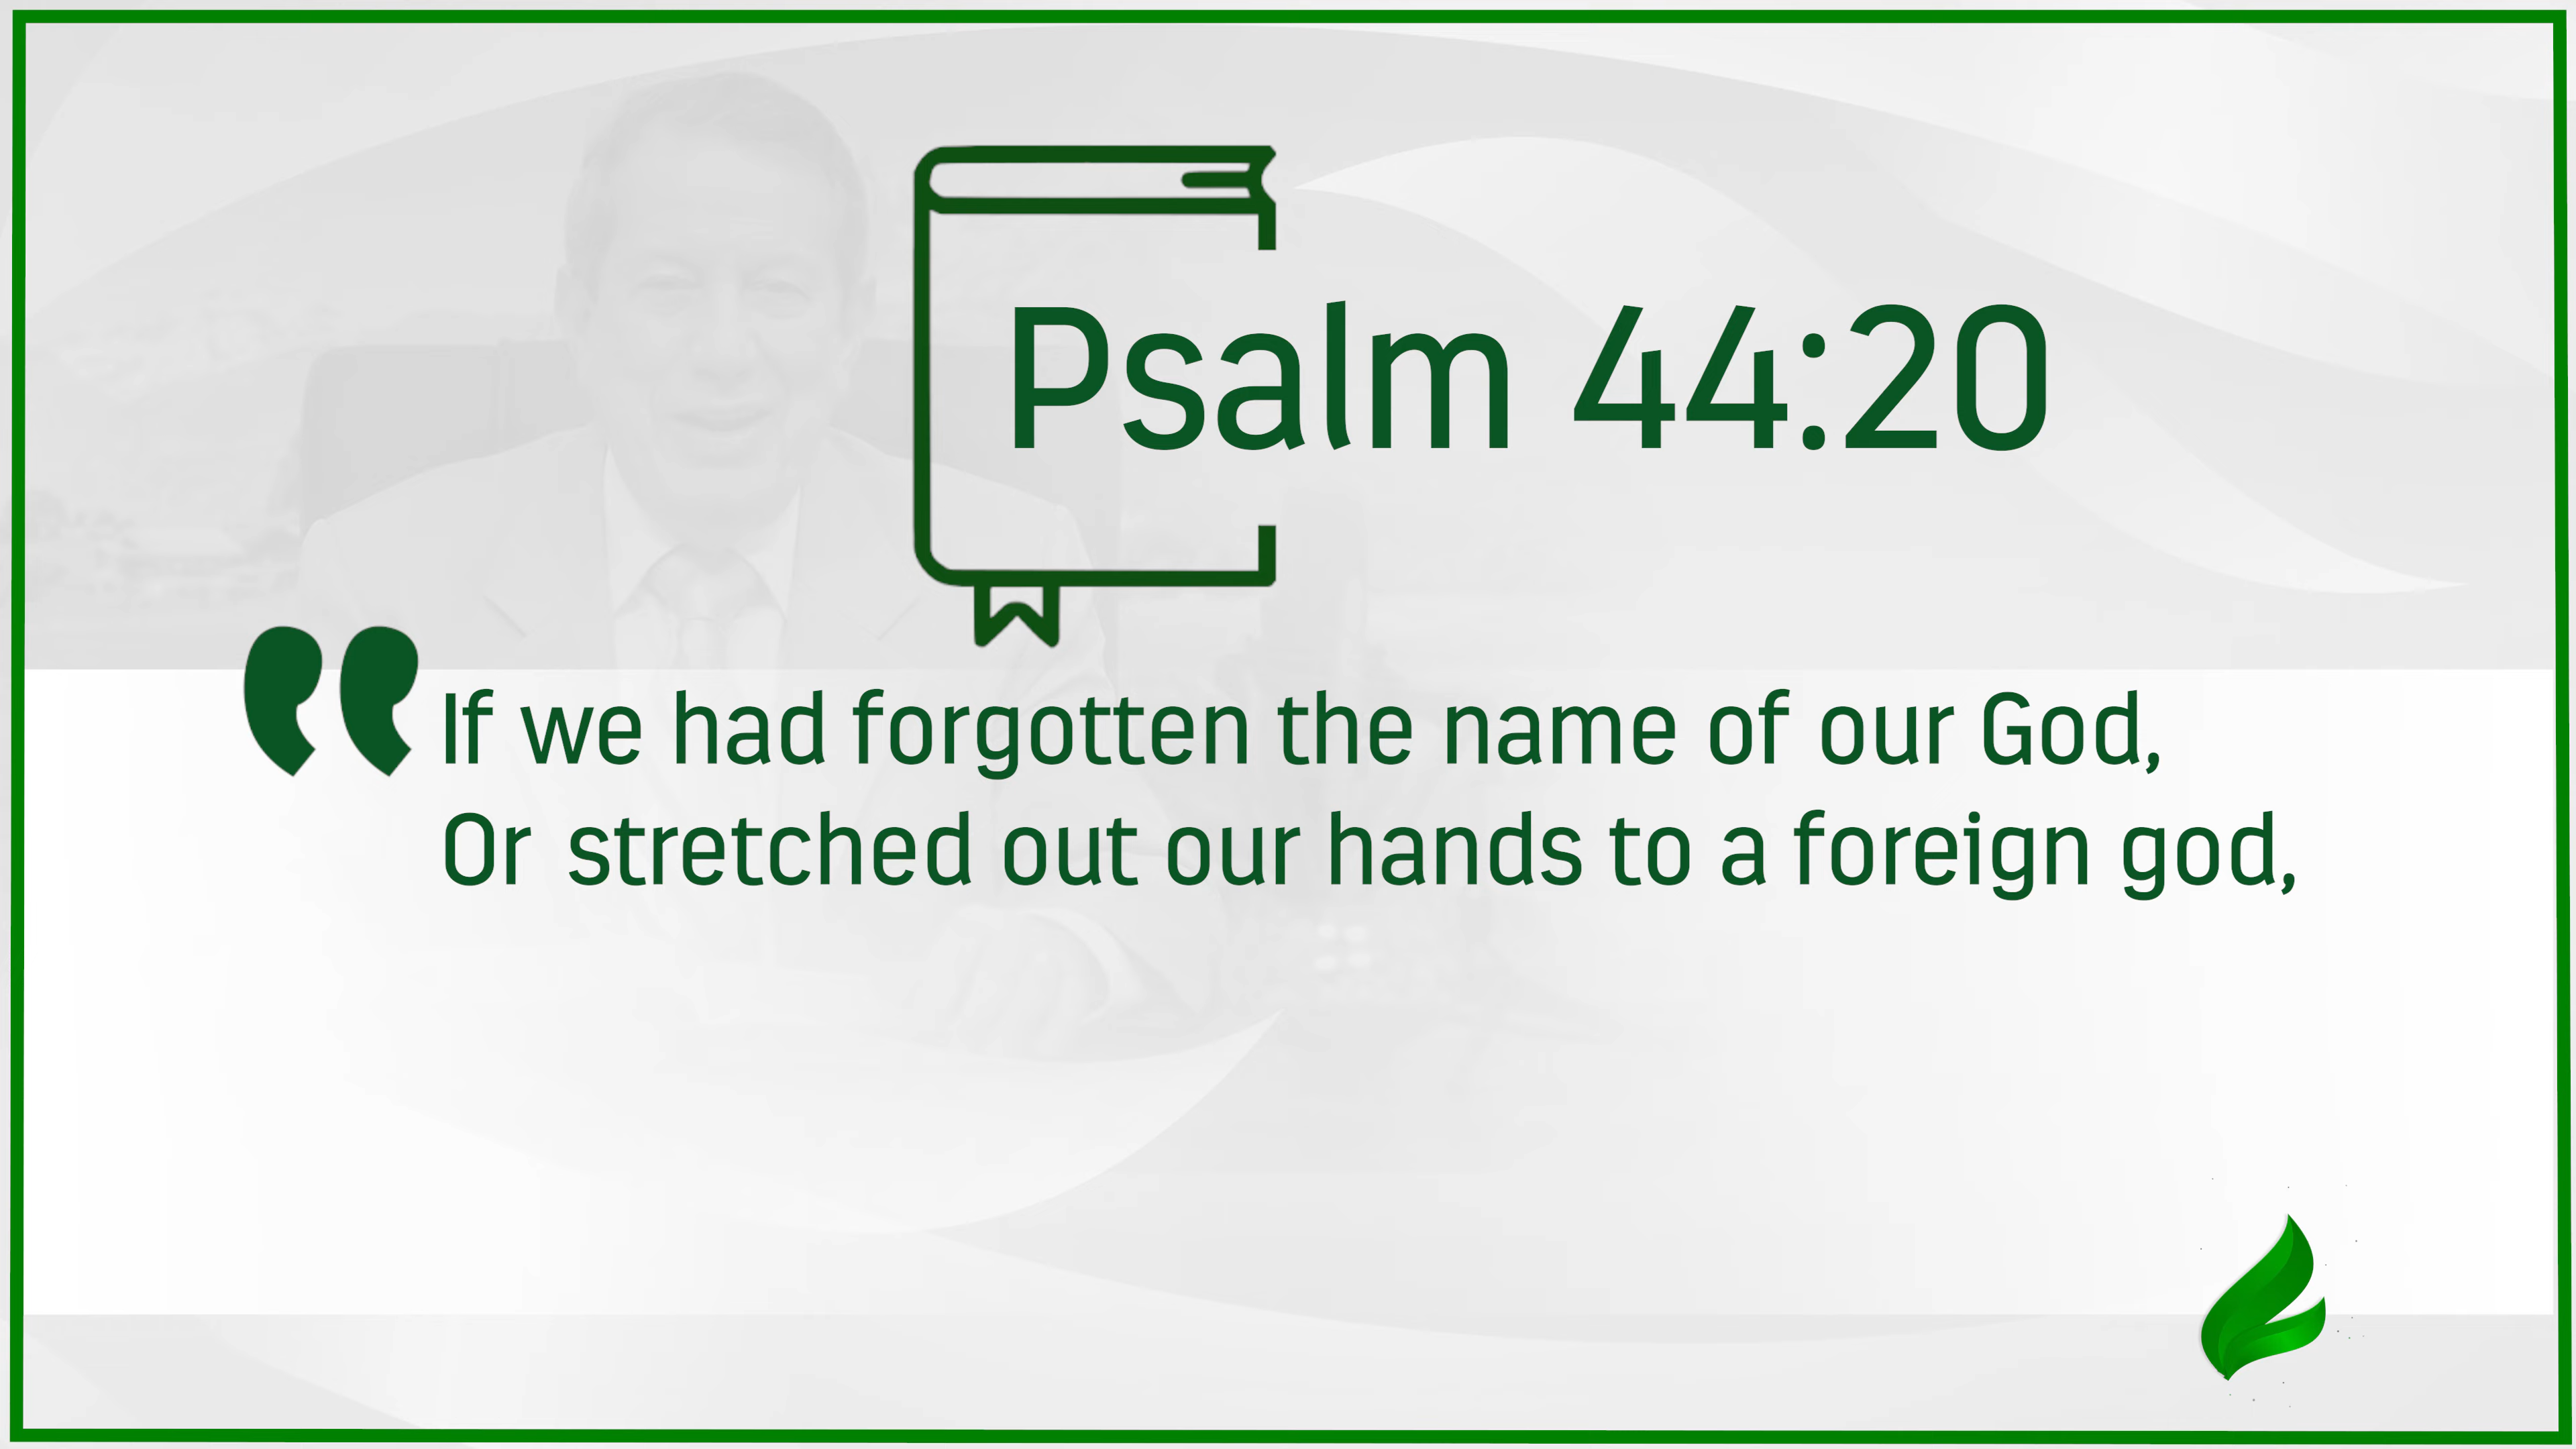 Psalm 44:20
If we had forgotten the name of our God,
Or stretched out our hands to a foreign god,